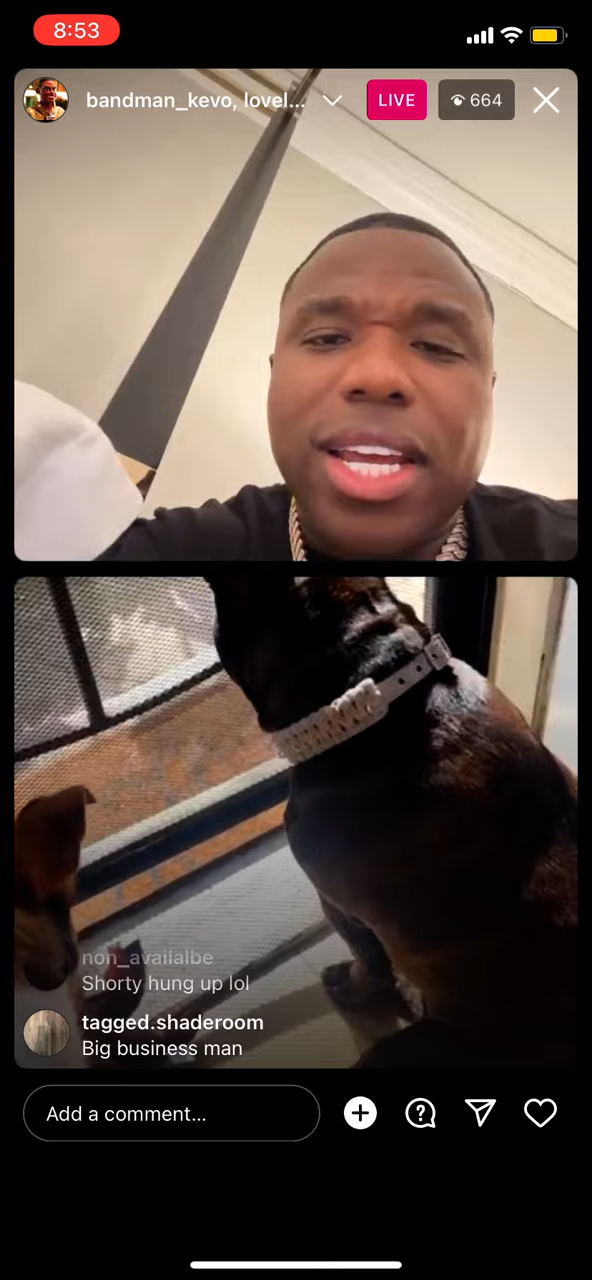 8:53
bandman_kevo, lovel...
LIVE
664
non_availalbe
Shorty hung up lol
tagged.shaderoom
Big business man
Add a comment...